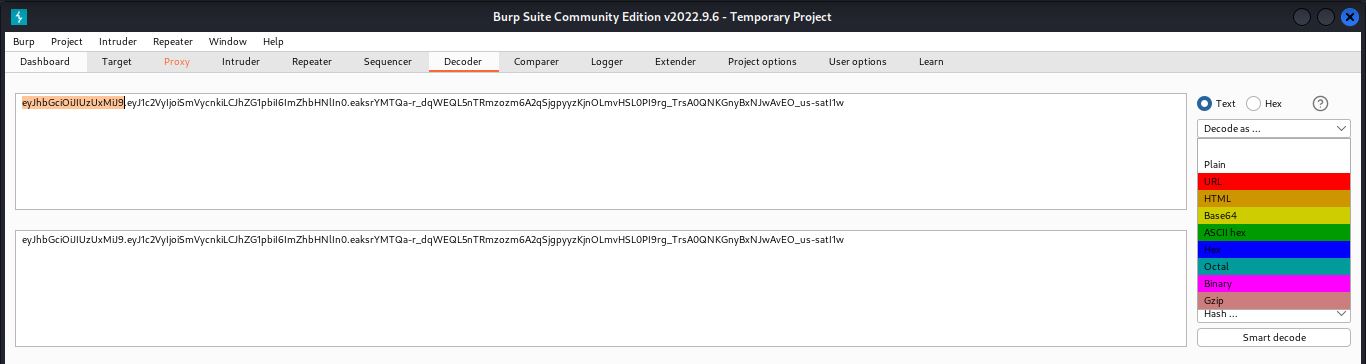 Burp Suite Community Edition v2022.9.6 - Temporary Project
Burp Project Intruder Repeater Window Help
Dashboard Target Proxy Intruder Repeater Sequencer Decoder Comparer Logger Extender Project options User options Learn
eyJhbGciOiJIUzUxMiJ9.eyJ1c2VyIjoiSmVycnkiLCJhZG1pbiI6ImZhbHNlIn0.eaksrYMTQa-r_dqWEQL5nTRmzozm6A2qSjgpyyzKjnOLmvHSL0PI9rg_TrsA0QNKGnyBxNJwAvEO_us-satI1w
Text Hex ?
Decode as ...
Plain
URL
HTML
Base64
ASCII hex
Hex
Octal
Binary
Gzip
Hash ...
Smart decode
eyJhbGciOiJIUzUxMiJ9.eyJ1c2VyIjoiSmVycnkiLCJhZG1pbiI6ImZhbHNlIn0.eaksrYMTQa-r_dqWEQL5nTRmzozm6A2qSjgpyyzKjnOLmvHSL0PI9rg_TrsA0QNKGnyBxNJwAvEO_us-satI1w